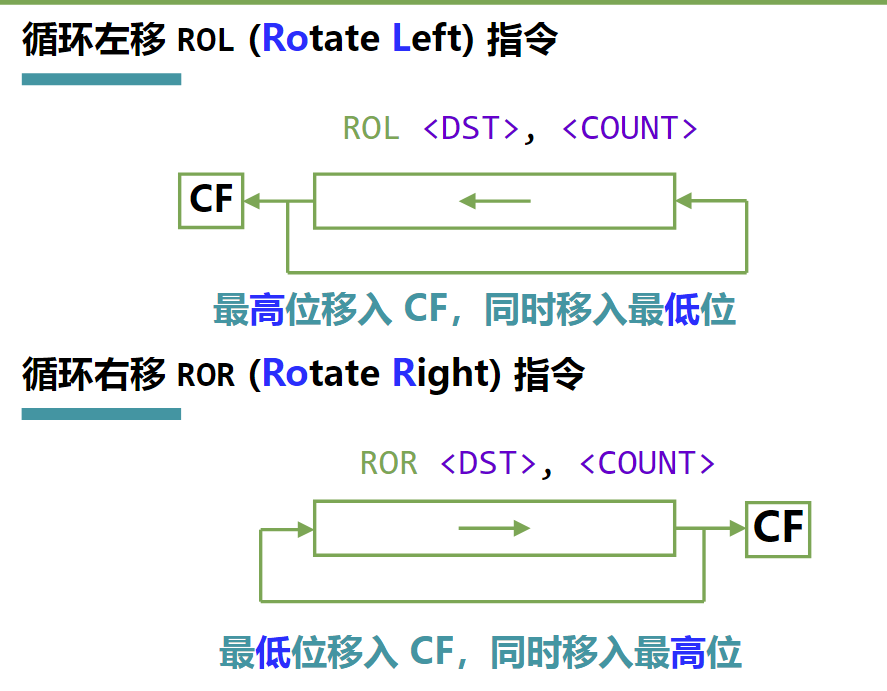 循环左移 ROL (Rotate Left) 指令
ROL <DST>, <COUNT>
CF
最高位移入 CF，同时移入最低位
循环右移 ROR (Rotate Right) 指令
ROR <DST>, <COUNT>
CF
最低位移入 CF，同时移入最高位